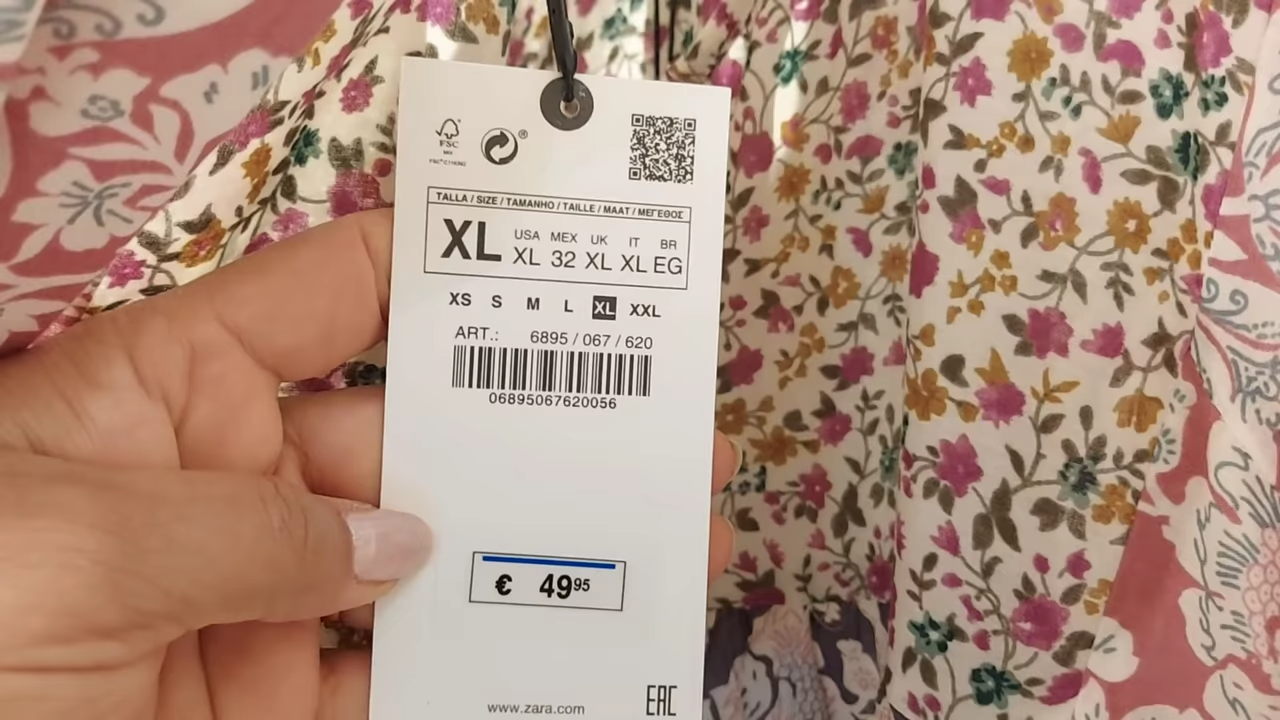 FSC
MIX
®
TALLA / SIZE / TAMANHO / TAILLE / MAAT / ΜΕΓΕΘΟΣ
XL
USA MEX UK IT BR
XL 32 XL XL EG
XS S M L XL XXL
ART.: 6895 / 067 / 620
06895067620056
€ 49 95
www.zara.com
EAC